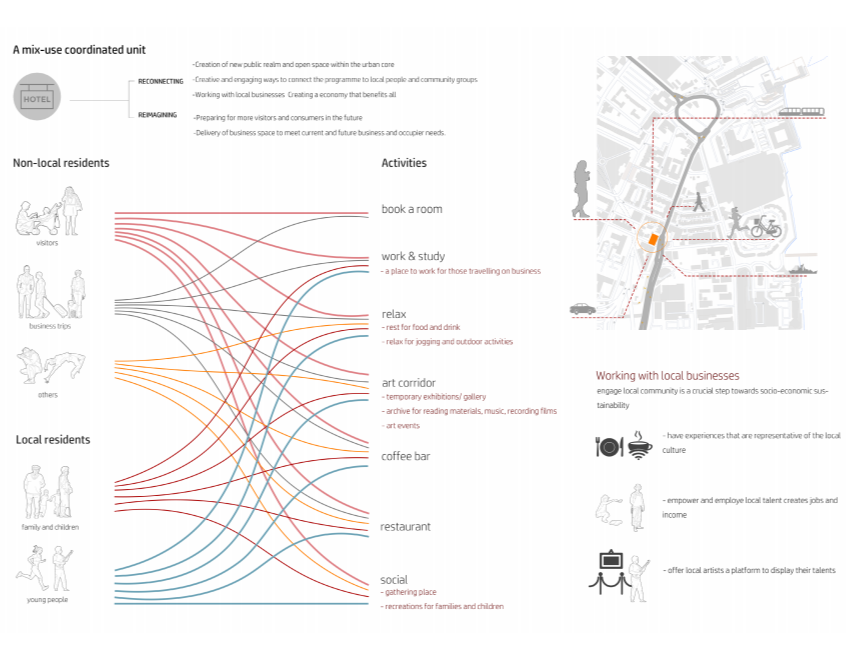 A mix-use coordinated unit
HOTEL
RECONNECTING
-Creation of new public realm and open space within the urban core
-Creative and engaging ways to connect the programme to local people and community groups
-Working with local businesses Creating a economy that benefits all
REIMAGINING
-Preparing for more visitors and consumers in the future
-Delivery of business space to meet current and future business and occupier needs.
Non-local residents
visitors
business trips
others
Local residents
family and children
young people
Activities
book a room
work & study
- a place to work for those travelling on business
relax
- rest for food and drink
- relax for jogging and outdoor activities
art corridor
- temporary exhibitions/ gallery
- archive for reading materials, music, recording films
- art events
coffee bar
restaurant
social
- gathering place
- recreations for families and children
Working with local businesses
engage local community is a crucial step towards socio-economic sus-
tainability
- have experiences that are representative of the local
culture
- empower and employe local talent creates jobs and
income
- offer local artists a platform to display their talents